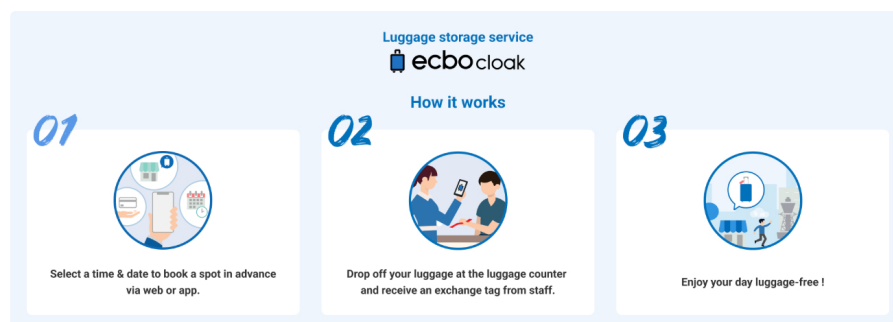 Luggage storage service
ecbo cloak
How it works
01
Select a time & date to book a spot in advance
via web or app.
02
Drop off your luggage at the luggage counter
and receive an exchange tag from staff.
03
Enjoy your day luggage-free !